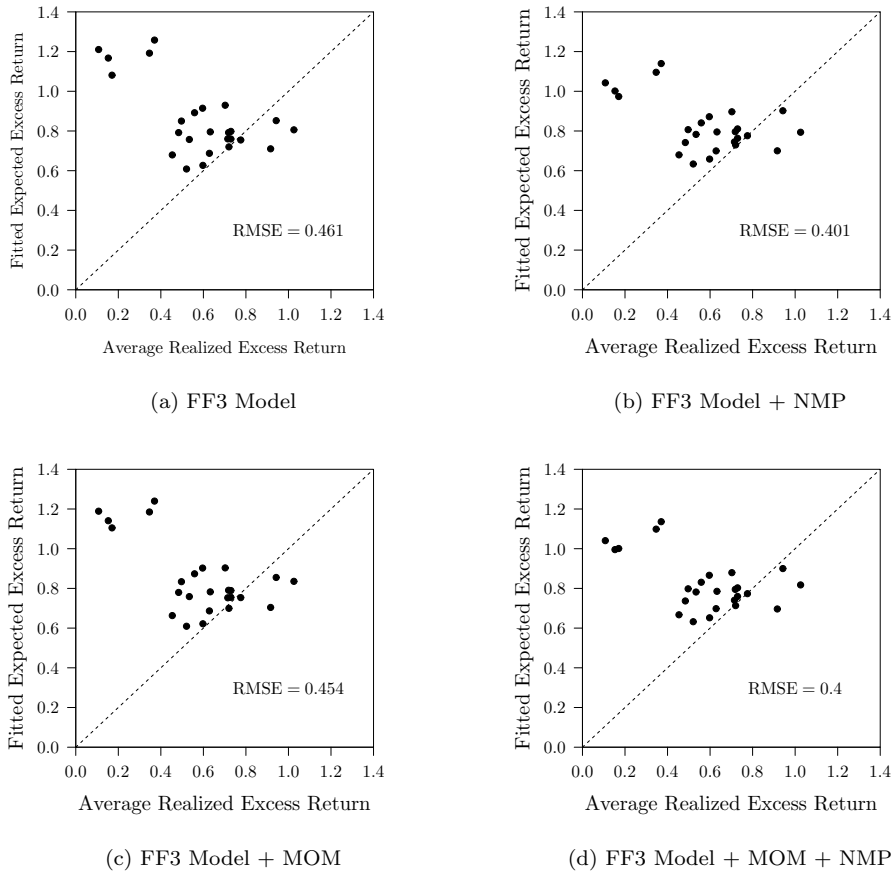 Fitted Expected Excess Return
1.4
1.2
1.0
0.8
0.6
0.4
0.2
0.0
RMSE = 0.461
0.0 0.2 0.4 0.6 0.8 1.0 1.2 1.4
Average Realized Excess Return
(a) FF3 Model
Fitted Expected Excess Return
1.4
1.2
1.0
0.8
0.6
0.4
0.2
0.0
RMSE = 0.401
0.0 0.2 0.4 0.6 0.8 1.0 1.2 1.4
Average Realized Excess Return
(b) FF3 Model + NMP
Fitted Expected Excess Return
1.4
1.2
1.0
0.8
0.6
0.4
0.2
0.0
RMSE = 0.454
0.0 0.2 0.4 0.6 0.8 1.0 1.2 1.4
Average Realized Excess Return
(c) FF3 Model + MOM
Fitted Expected Excess Return
1.4
1.2
1.0
0.8
0.6
0.4
0.2
0.0
RMSE = 0.4
0.0 0.2 0.4 0.6 0.8 1.0 1.2 1.4
Average Realized Excess Return
(d) FF3 Model + MOM + NMP